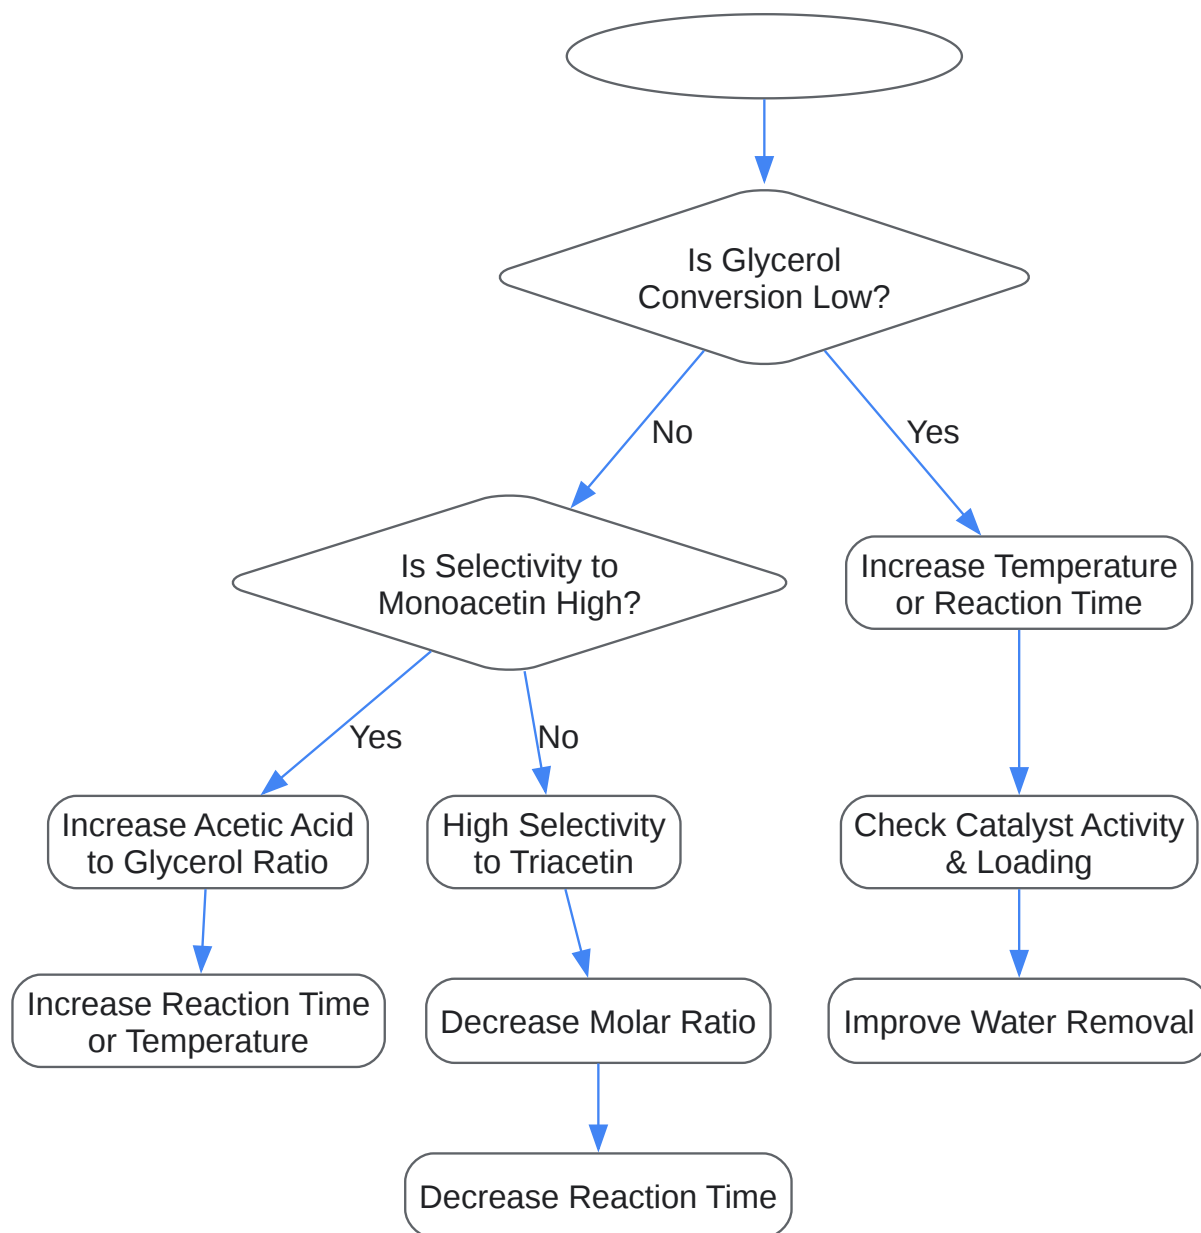 Is Glycerol
Conversion Low?
No
Yes
Is Selectivity to
Monoacetin High?
Increase Temperature
or Reaction Time
Yes
No
Increase Acetic Acid
to Glycerol Ratio
High Selectivity
to Triacetin
Check Catalyst Activity
& Loading
Increase Reaction Time
or Temperature
Decrease Molar Ratio
Improve Water Removal
Decrease Reaction Time